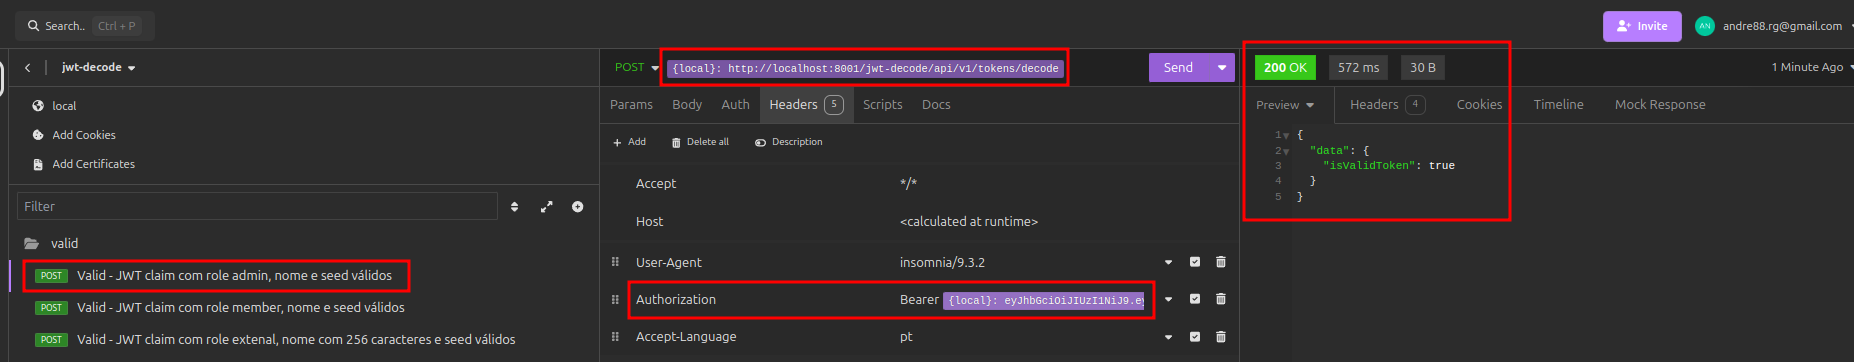 Search.. Ctrl + P
Invite
AN
andre88.rg@gmail.com
jwt-decode
local
Add Cookies
Add Certificates
Filter
valid
POST Valid - JWT claim com role admin, nome e seed válidos
POST Valid - JWT claim com role member, nome e seed válidos
POST Valid - JWT claim com role extenal, nome com 256 caracteres e seed válidos
POST {local}: http://localhost:8001/jwt-decode/api/v1/tokens/decode Send
Params Body Auth Headers 5 Scripts Docs
+ Add Delete all Description
Accept */*
Host <calculated at runtime>
User-Agent insomnia/9.3.2
Authorization Bearer {local}: eyJhbGciOiJIUzI1NiJ9.ey
Accept-Language pt
200 OK 572 ms 30 B 1 Minute Ago
Preview Headers 4 Cookies Timeline Mock Response
1 {
2 "data": {
3 "isValidToken": true
4 }
5 }